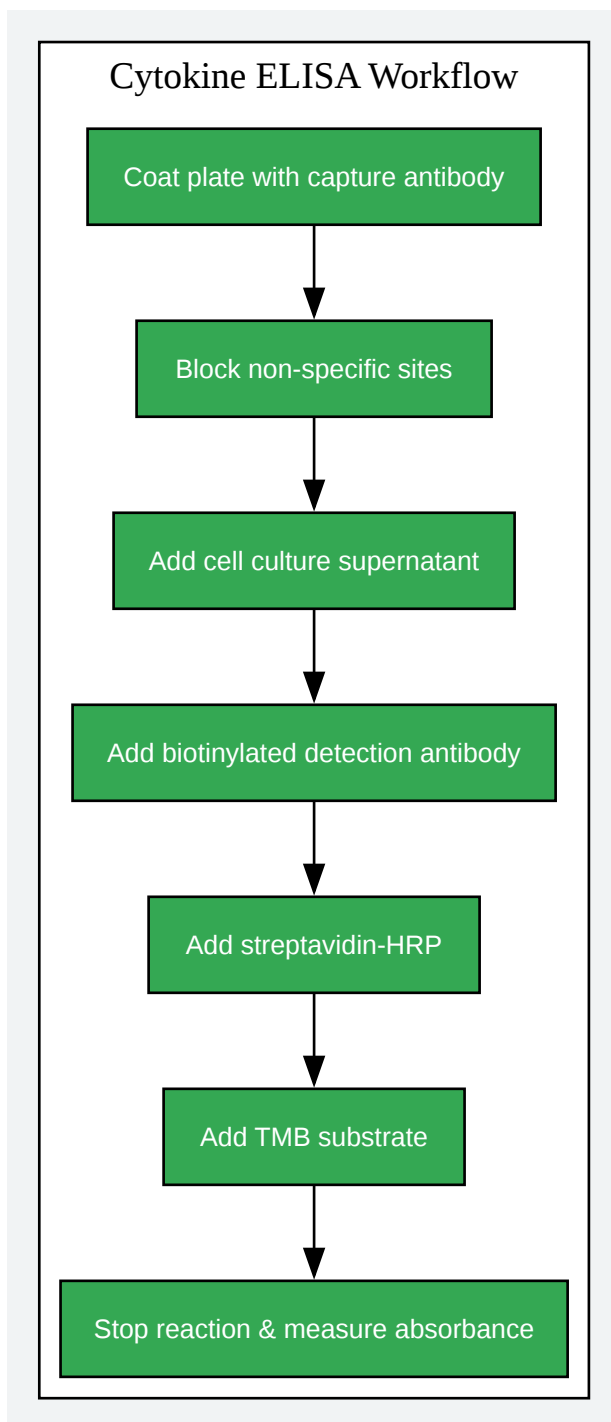 Cytokine ELISA Workflow
Coat plate with capture antibody
Block non-specific sites
Add cell culture supernatant
Add biotinylated detection antibody
Add streptavidin-HRP
Add TMB substrate
Stop reaction & measure absorbance